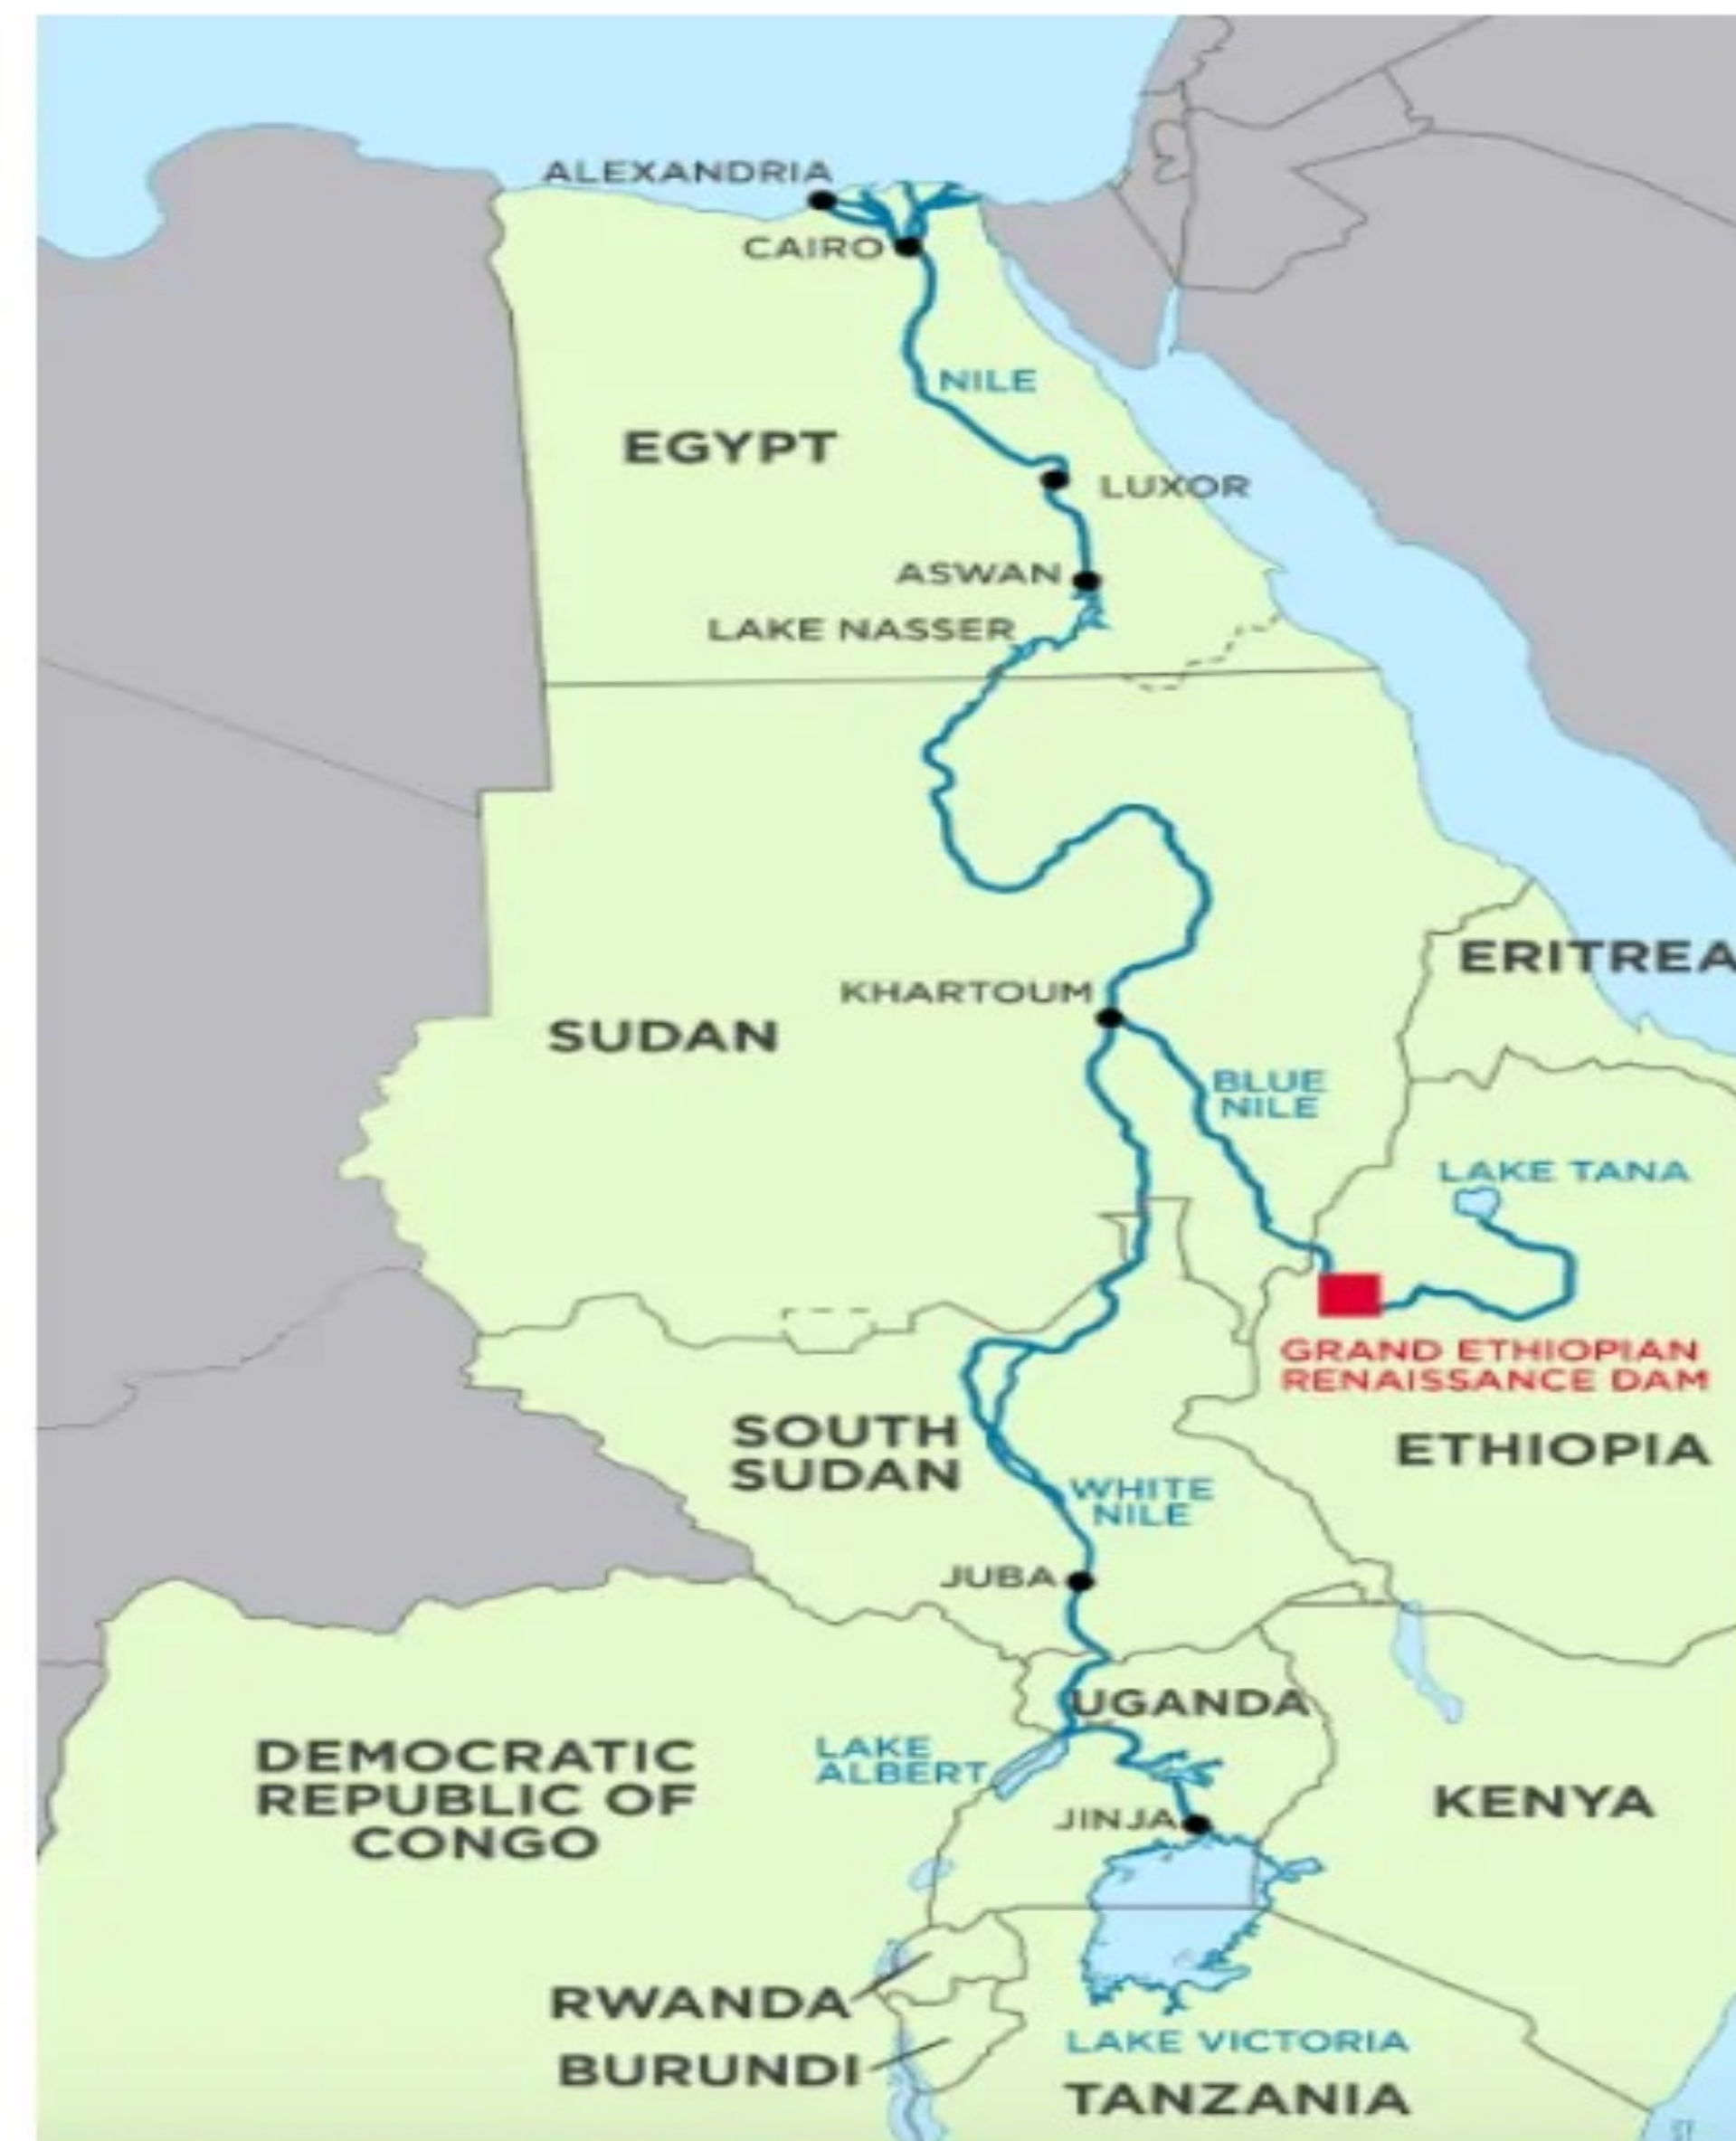 ALEXANDRIA
CAIRO
NILE
EGYPT
LUXOR
ASWAN
LAKE NASSER
ERITREA
KHARTOUM
SUDAN
BLUE
NILE
LAKE TANA
GRAND ETHIOPIAN
RENAISSANCE DAM
SOUTH
SUDAN
ETHIOPIA
WHITE
NILE
JUBA
UGANDA
DEMOCRATIC
REPUBLIC OF
CONGO
LAKE
ALBERT
KENYA
JINJA
RWANDA
BURUNDI
LAKE VICTORIA
TANZANIA